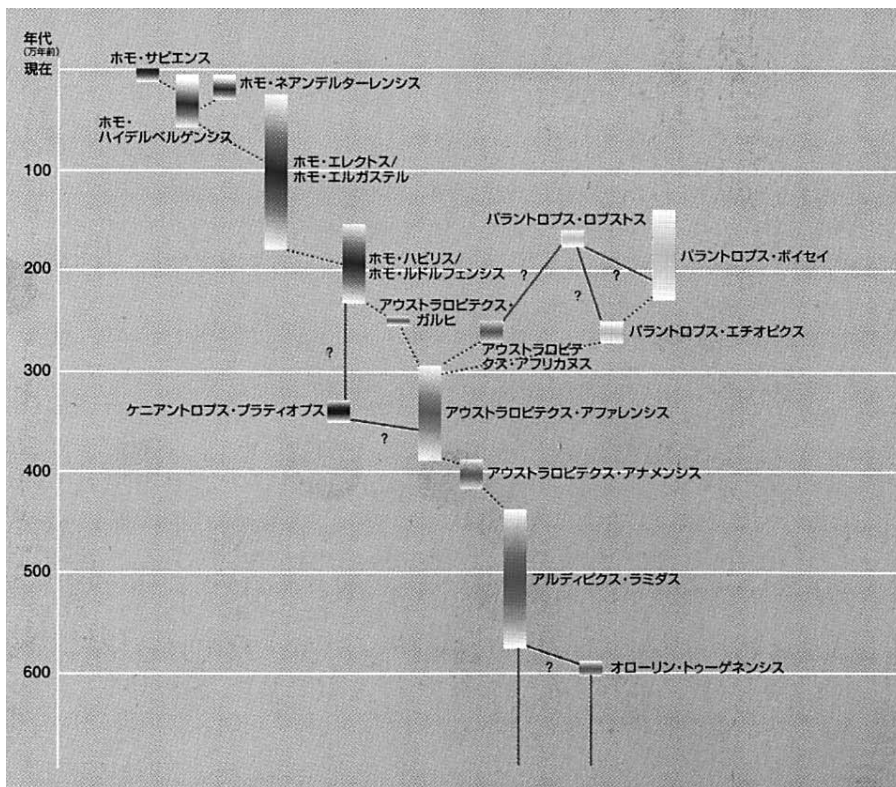 年代
(万年前)
現在
ホモ・サピエンス
ホモ・ネアンデルターレンシス
ホモ・
ハイデルベルゲンシス
ホモ・エレクトス/
ホモ・エルガステル
100
パラントロプス・ロブストス
ホモ・ハビリス/
ホモ・ルドルフェンシス
パラントロプス・ボイセイ
200
?
?
?
アウストラロピテクス・
ガルヒ
パラントロプス・エチオピクス
アウストラロピテ
クス・アフリカヌス
?
300
ケニアントロプス・プラティオプス
アウストラロピテクス・アファレンシス
?
400
アウストラロピテクス・アナメンシス
500
アルディピクス・ラミダス
?
オローリン・トゥーゲネンシス
600